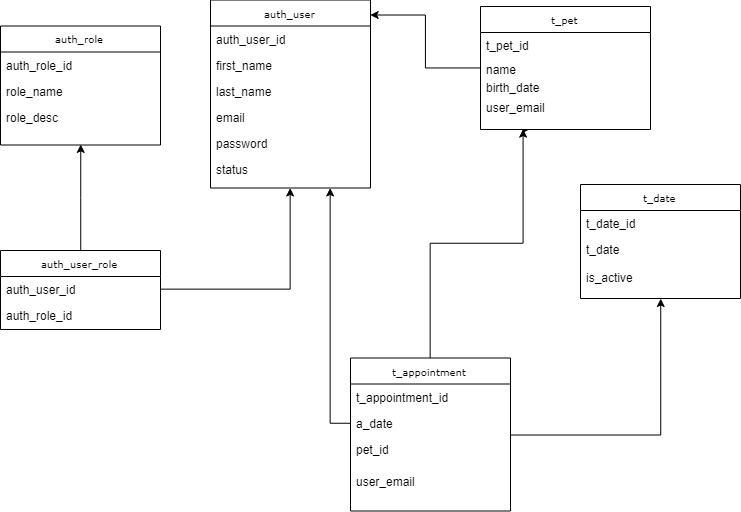 auth_role
auth_role_id
role_name
role_desc
auth_user
auth_user_id
first_name
last_name
email
password
status
t_pet
t_pet_id
name
birth_date
user_email
t_date
t_date_id
t_date
is_active
auth_user_role
auth_user_id
auth_role_id
t_appointment
t_appointment_id
a_date
pet_id
user_email